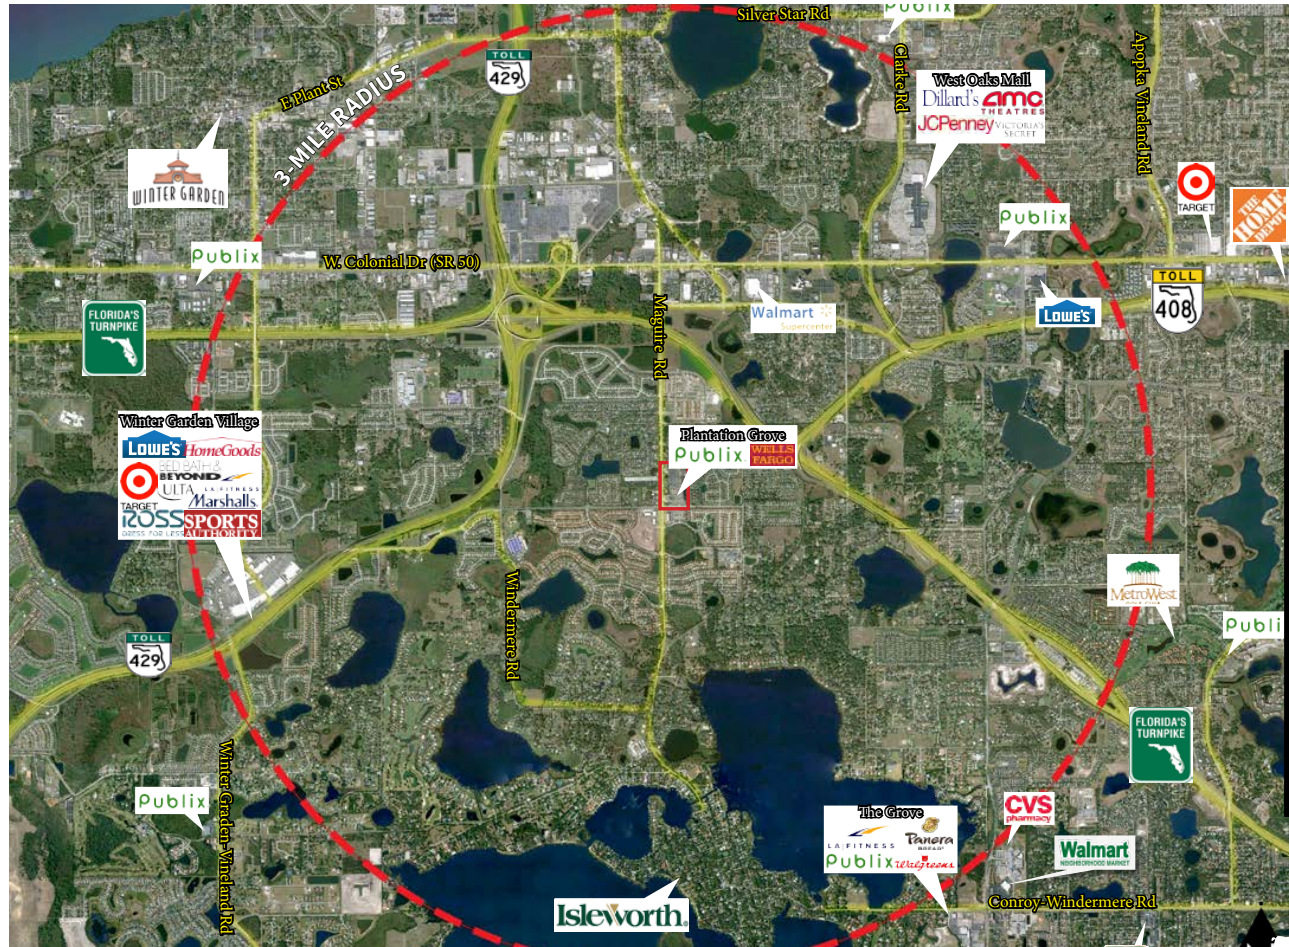 Publix
Silver Star Rd
TOLL
429
Clarke Rd
Apopka Vineland Rd
E Plant St
3-MILE RADIUS
West Oaks Mall
Dillard's amc
THEATRES
JCPenney VICTORIA'S
SECRET
WINTER GARDEN
TARGET
THE
HOME
DEPOT
Publix
Publix
W. Colonial Dr (SR 50)
TOLL
408
FLORIDA'S
TURNPIKE
Maguire Rd
Walmart
Supercenter
LOWE'S
Winter Garden Village
LOWE'S HomeGoods
BED BATH &
BEYOND
ULTA LA FITNESS
TARGET
Marshalls
ROSS SPORTS
DRESS FOR LESS AUTHORITY
Plantation Grove
Publix WELLS
FARGO
Windermere Rd
MetroWest
GOLF CLUB
Publi
TOLL
429
FLORIDA'S
TURNPIKE
Winter Graden-Vineland Rd
Publix
The Grove
LA FITNESS Panera
BREAD
Publix Walgreens
CVS
pharmacy
Walmart
NEIGHBORHOOD MARKET
Isleworth
Conroy-Windermere Rd